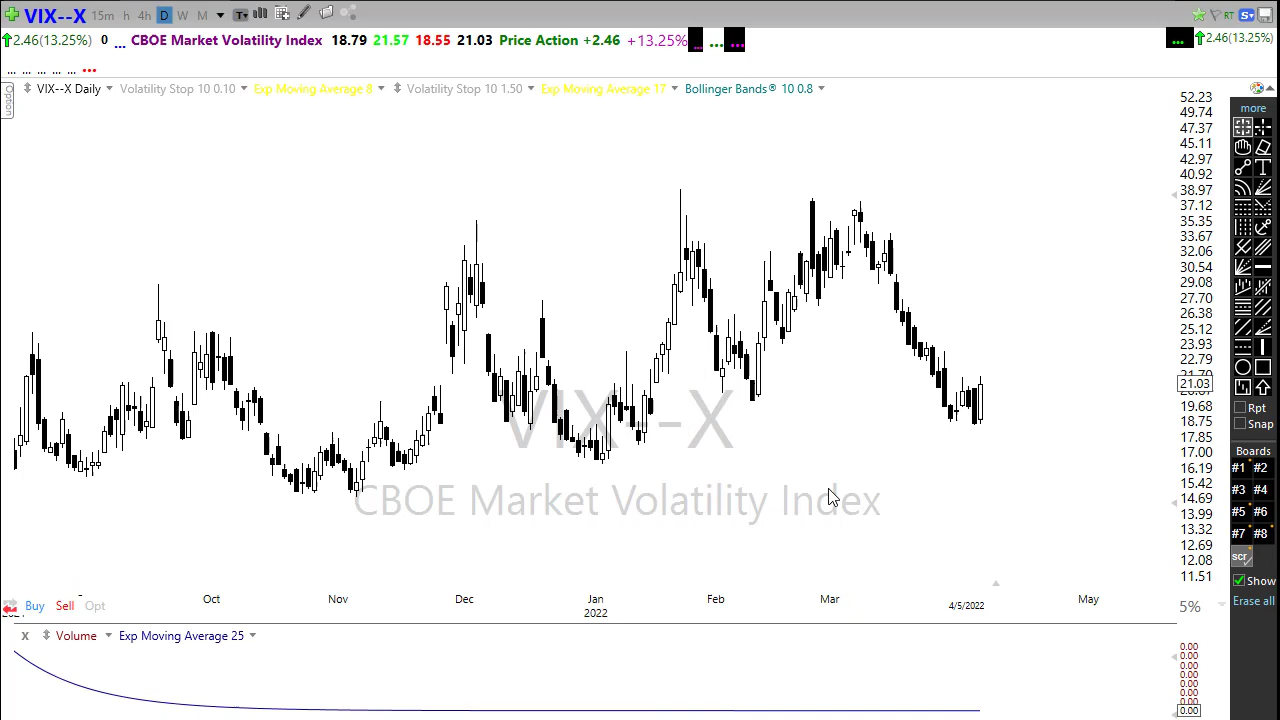 VIX--X 15m h 4h D W M T
RT S
2.46(13.25%) 0 ... CBOE Market Volatility Index 18.79 21.57 18.55 21.03 Price Action +2.46 +13.25% ... ... ... ... 2.46(13.25%)
... ... ... ... ... ...
Option
VIX--X Daily Volatility Stop 10 0.10 Exp Moving Average 8 Volatility Stop 10 1.50 Exp Moving Average 17 Bollinger Bands® 10 0.8
52.23
49.74
47.37
45.11
42.97
40.92
38.97
37.12
35.35
33.67
32.06
30.54
29.08
27.70
26.38
25.12
23.93
22.79
21.70
21.03
19.68
18.75
17.85
17.00
16.19
15.42
14.69
13.99
13.32
12.69
12.08
11.51
VIX--X
CBOE Market Volatility Index
more
Rpt
Snap
Boards
#1 #2
#3 #4
#5 #6
#7 #8
scr
Show
Erase all
Oct Nov Dec Jan Feb Mar 4/5/2022 May
2022
Buy Sell Opt
5%
X Volume Exp Moving Average 25
0.00
0.00
0.00
0.00
0.00
0.00
0.00